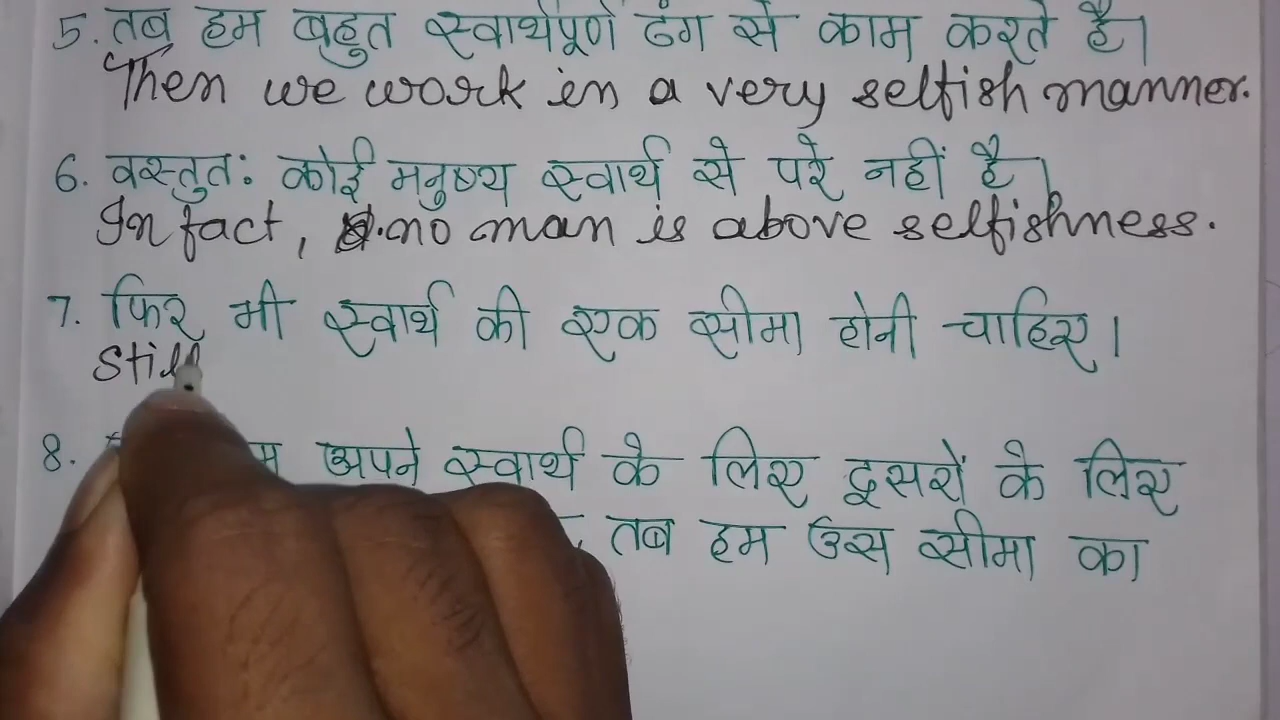 5. तब हम बहुत स्वार्थपूर्ण ढंग से काम करते है।
Then we work in a very selfish manner.
6. वस्तुतः कोई मनुष्य स्वार्थ से परे नहीं है।
In fact, no man is above selfishness.
7. फिर भी स्वार्थ की एक सीमा होनी चाहिए।
Still
8. अपने स्वार्थ के लिए दूसरों के लिए
, तब हम उस सीमा का